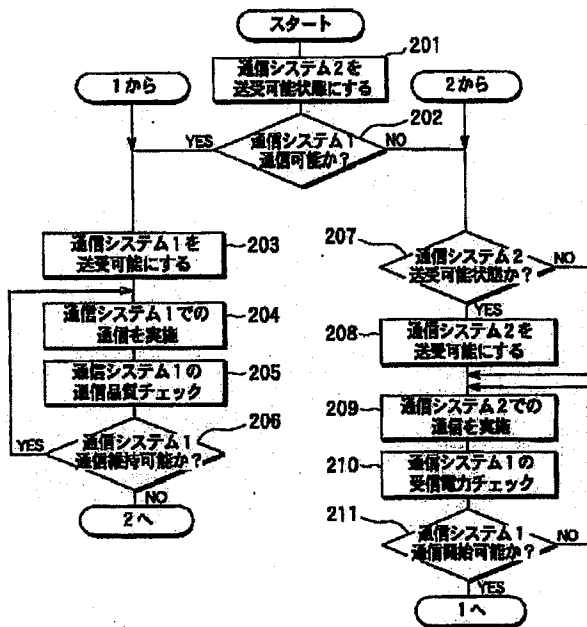 スタート
201
通信システム2を
送受可能状態にする
1から
2から
202
通信システム1
通信可能か?
YES
NO
通信システム1を
送受可能にする
203
通信システム1での
通信を実施
204
通信システム1の
通信品質チェック
205
206
通信システム1
通信維持可能か?
YES
NO
2へ
207
通信システム2
送受可能状態か?
NO
YES
208
通信システム2を
送受可能にする
209
通信システム2での
通信を実施
210
通信システム1の
受信電力チェック
211
通信システム1
通信開始可能か?
NO
YES
1へ